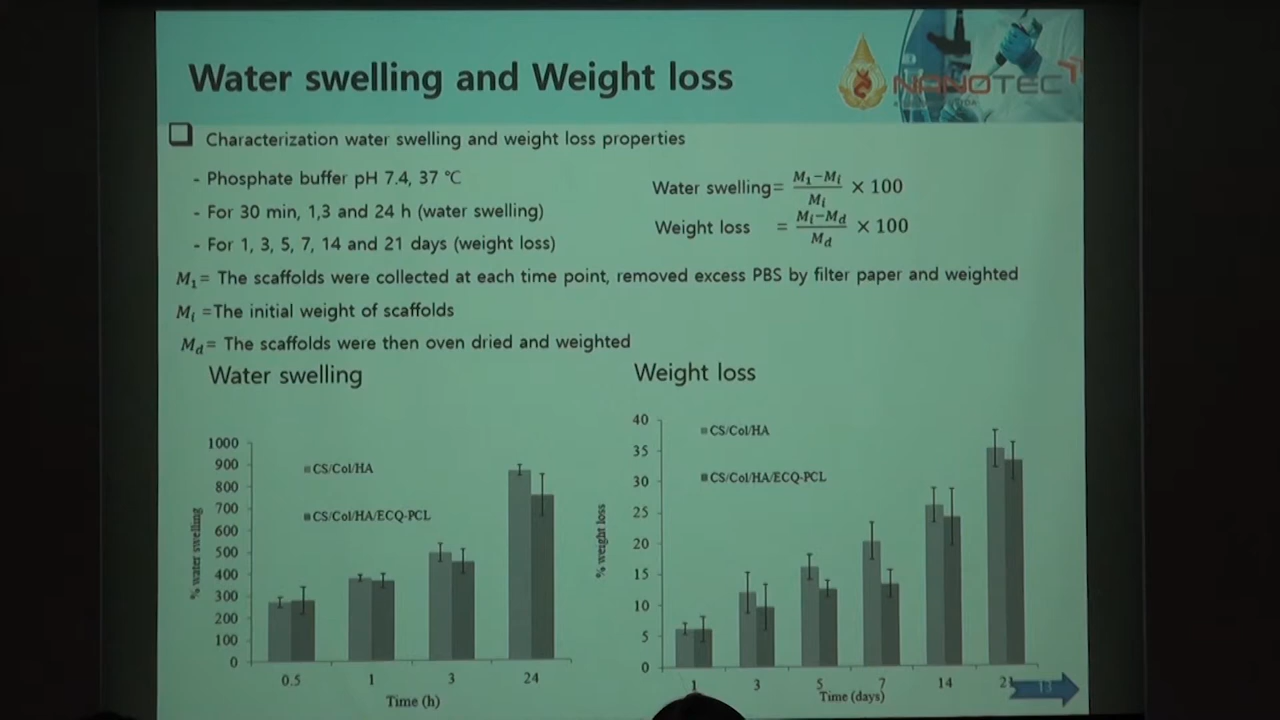 Water swelling and Weight loss
NANOTEC
❑ Characterization water swelling and weight loss properties
- Phosphate buffer pH 7.4, 37 ℃
- For 30 min, 1,3 and 24 h (water swelling)
- For 1, 3, 5, 7, 14 and 21 days (weight loss)
Water swelling= (M₁−Mᵢ)/Mᵢ × 100
Weight loss = (Mᵢ−M_d)/M_d × 100
M₁= The scaffolds were collected at each time point, removed excess PBS by filter paper and weighted
Mᵢ =The initial weight of scaffolds
M_d= The scaffolds were then oven dried and weighted
Water swelling
1000
900
800
700
600
500
400
300
200
100
0
% water swelling
CS/Col/HA
CS/Col/HA/ECQ-PCL
0.5 1 3 24
Time (h)
Weight loss
40
35
30
25
20
15
10
5
0
% weight loss
CS/Col/HA
CS/Col/HA/ECQ-PCL
1 3 5 7 14 21
Time (days)
13